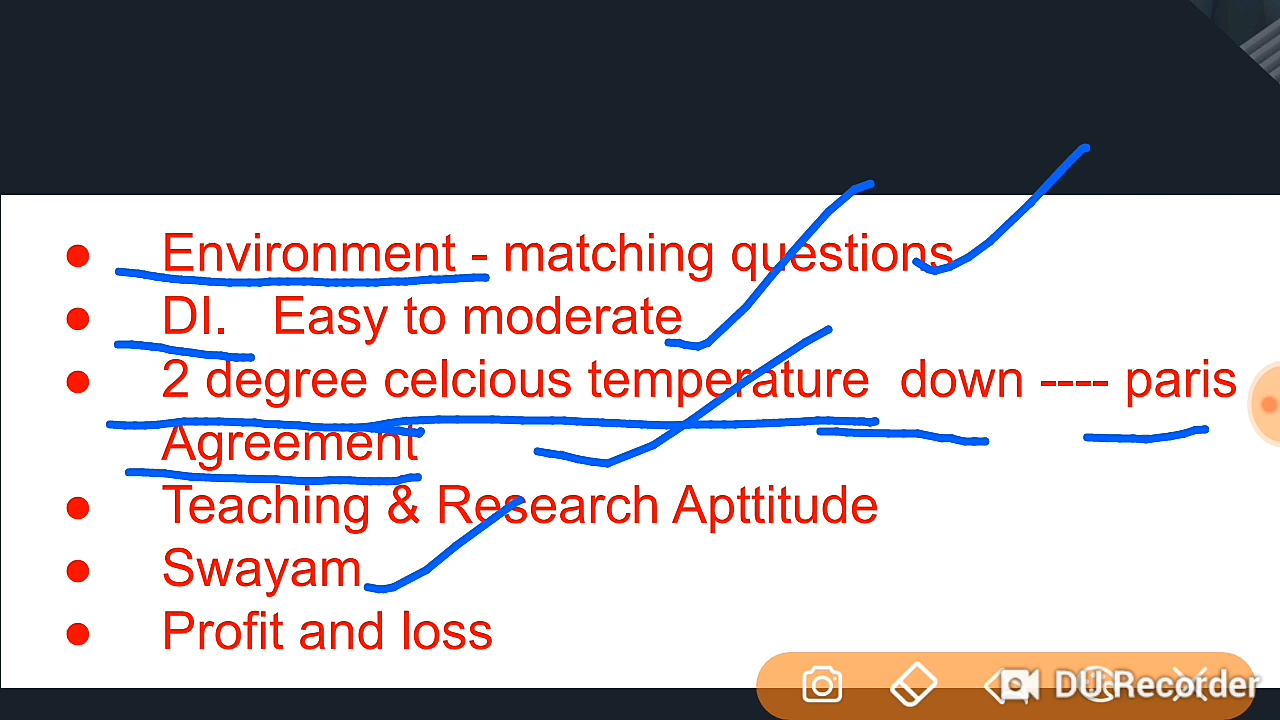 Environment - matching questions
DI. Easy to moderate
2 degree celcious temperature down ---- paris
Agreement
Teaching & Research Apttitude
Swayam
Profit and loss
DU Recorder